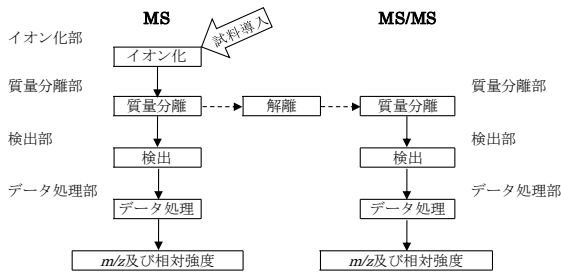 MS MS/MS
試料導入
イオン化部
イオン化
質量分離部 質量分離部
質量分離 解離 質量分離
検出部 検出部
検出 検出
データ処理部 データ処理部
データ処理 データ処理
m/z及び相対強度 m/z及び相対強度